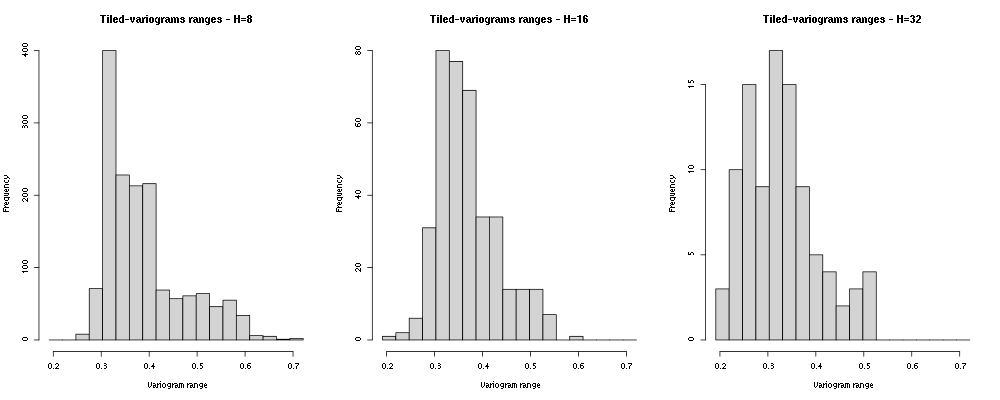 Tiled-variograms ranges - H=8
Frequency
0 100 200 300 400
0.2 0.3 0.4 0.5 0.6 0.7
Variogram range
Tiled-variograms ranges - H=16
Frequency
0 20 40 60 80
0.2 0.3 0.4 0.5 0.6 0.7
Variogram range
Tiled-variograms ranges - H=32
Frequency
0 5 10 15
0.2 0.3 0.4 0.5 0.6 0.7
Variogram range